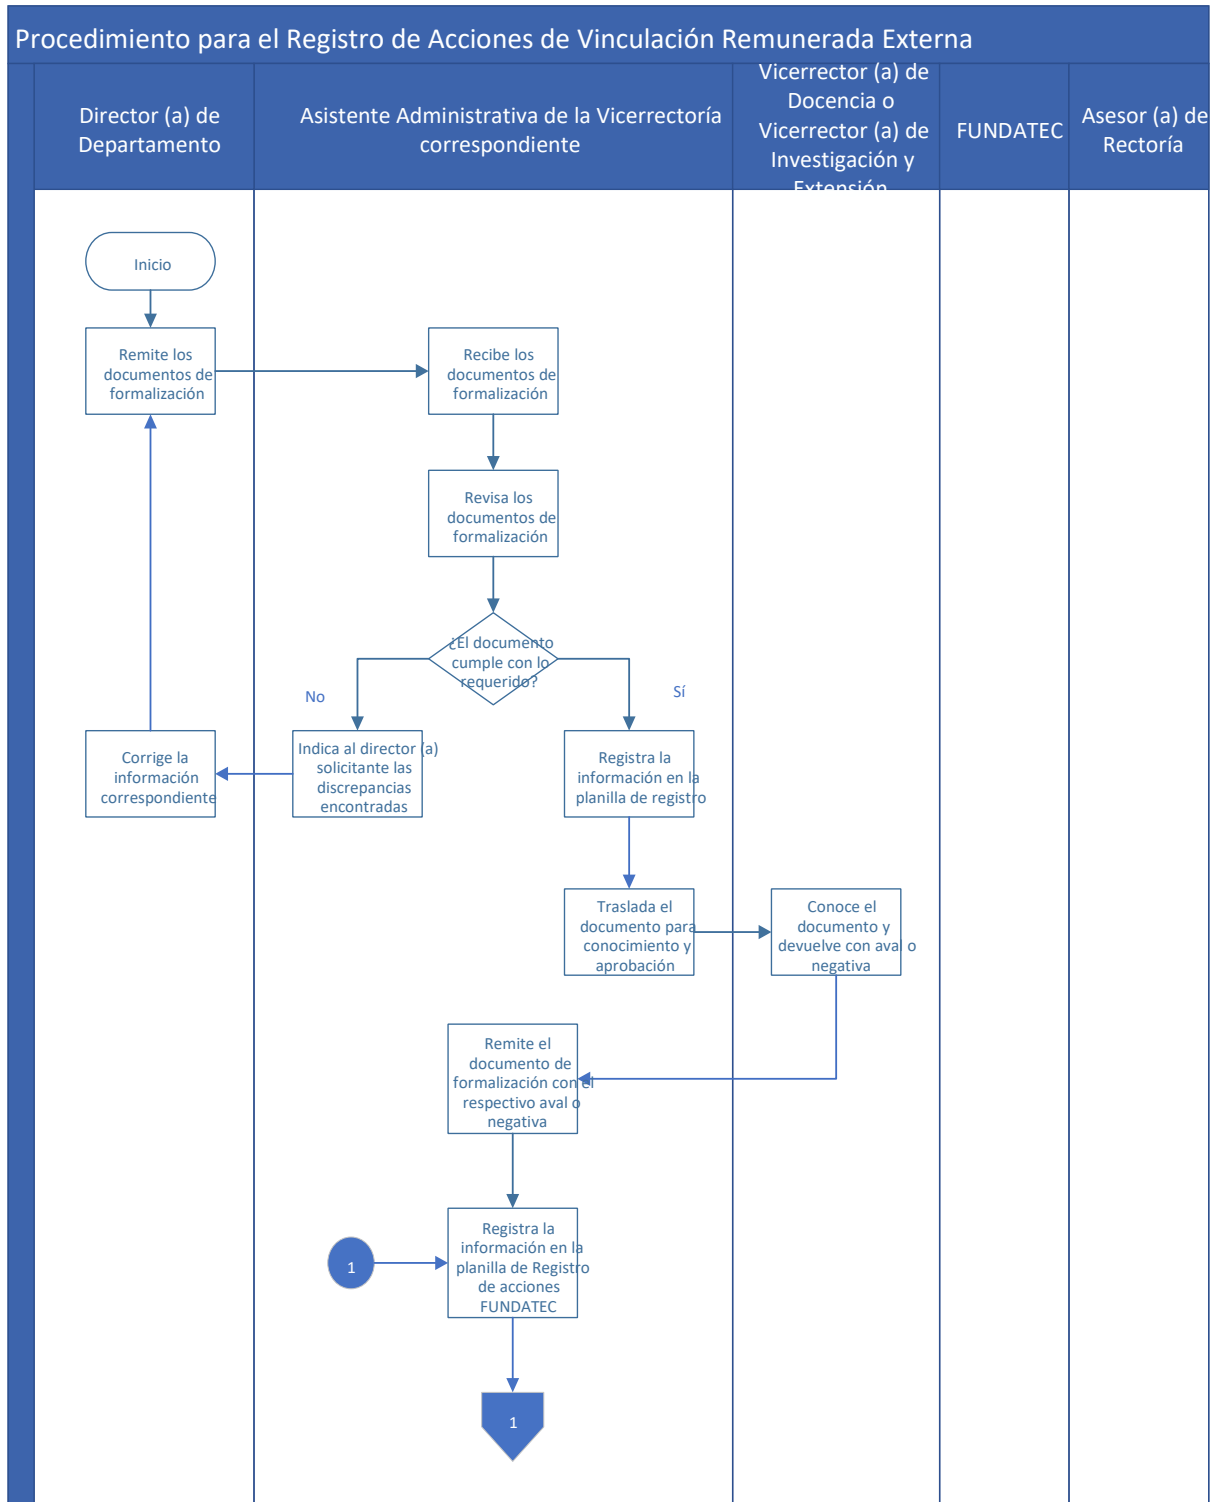 Procedimiento para el Registro de Acciones de Vinculación Remunerada Externa
Director (a) de
Departamento
Asistente Administrativa de la Vicerrectoría
correspondiente
Vicerrector (a) de
Docencia o
Vicerrector (a) de
Investigación y
Extensión
FUNDATEC
Asesor (a) de
Rectoría
Inicio
Remite los
documentos de
formalización
Recibe los
documentos de
formalización
Revisa los
documentos de
formalización
¿El documento
cumple con lo
requerido?
No
Sí
Corrige la
información
correspondiente
Indica al director (a)
solicitante las
discrepancias
encontradas
Registra la
información en la
planilla de registro
Traslada el
documento para
conocimiento y
aprobación
Conoce el
documento y
devuelve con aval o
negativa
Remite el
documento de
formalización con el
respectivo aval o
negativa
1
Registra la
información en la
planilla de Registro
de acciones
FUNDATEC
1